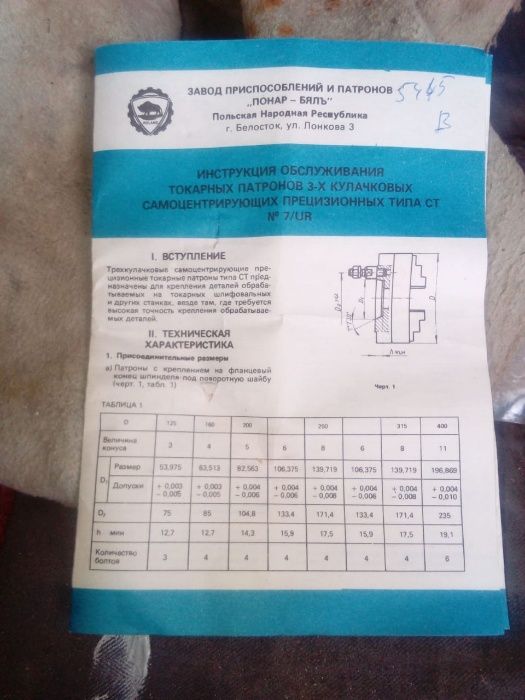 ЗАВОД ПРИСПОСОБЛЕНИЙ И ПАТРОНОВ
„ПОНАР – БЯЛЪ"
Польская Народная Республика
г. Белосток, ул. Лонкова 3
5445
В
POLAND
ИНСТРУКЦИЯ ОБСЛУЖИВАНИЯ
ТОКАРНЫХ ПАТРОНОВ 3-Х КУЛАЧКОВЫХ
САМОЦЕНТРИРУЮЩИХ ПРЕЦИЗИОННЫХ ТИПА СТ
№ 7/UR
I. ВСТУПЛЕНИЕ
Трехкулачковые самоцентрирующие пре-
цизионные токарные патроны типа СТ пред-
назначены для крепления деталей обраба-
тываемых на токарных шлифовальных
и других станках, везде там, где требуется
высокая точность крепления обрабатывае-
мых деталей.
II. ТЕХНИЧЕСКАЯ
ХАРАКТЕРИСТИКА
1. Присоединительные размеры
а) Патроны с креплением на фланцевый
конец шпинделя под поворотную шайбу
(черт. 1, табл. 1)
D₁
D
h мин
Черт. 1
ТАБЛИЦА 1
D 125 160 200 250 315 400
Величина конуса 3 4 5 6 8 6 8 11
D₁ Размер 53,975 63,513 82,563 106,375 139,719 106,375 139,719 196,869
Допуски + 0,003 – 0,005 + 0,003 – 0,005 + 0,004 – 0,006 + 0,004 – 0,006 + 0,004 – 0,006 + 0,004 – 0,006 + 0,004 – 0,008 + 0,004 – 0,010
D₂ 75 85 104,8 133,4 171,4 133,4 171,4 235
h мин 12,7 12,7 14,3 15,9 17,5 15,9 17,5 19,1
Количество болтов 3 4 4 4 4 4 4 6